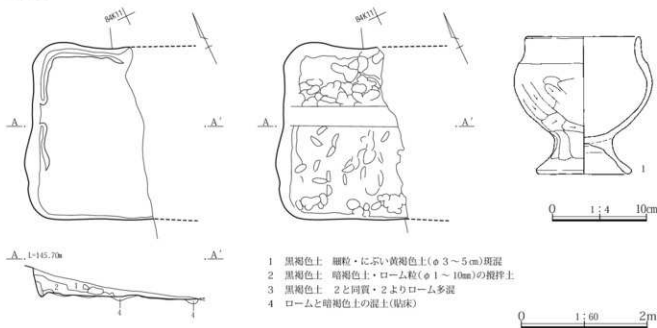 84K11
84K11
A
A'
A
A'
1
1:4
0
10cm
A
L=145.70m
A'
1
2
4
4
1 黒褐色土 細粒・にぶい黄褐色土(φ3～5㎝)斑混
2 黒褐色土 暗褐色土・ローム粒(φ1～10㎜)の撹拌土
3 黒褐色土 2と同質・2よりローム多混
4 ロームと暗褐色土の混土(貼床)
0
1:60
2m